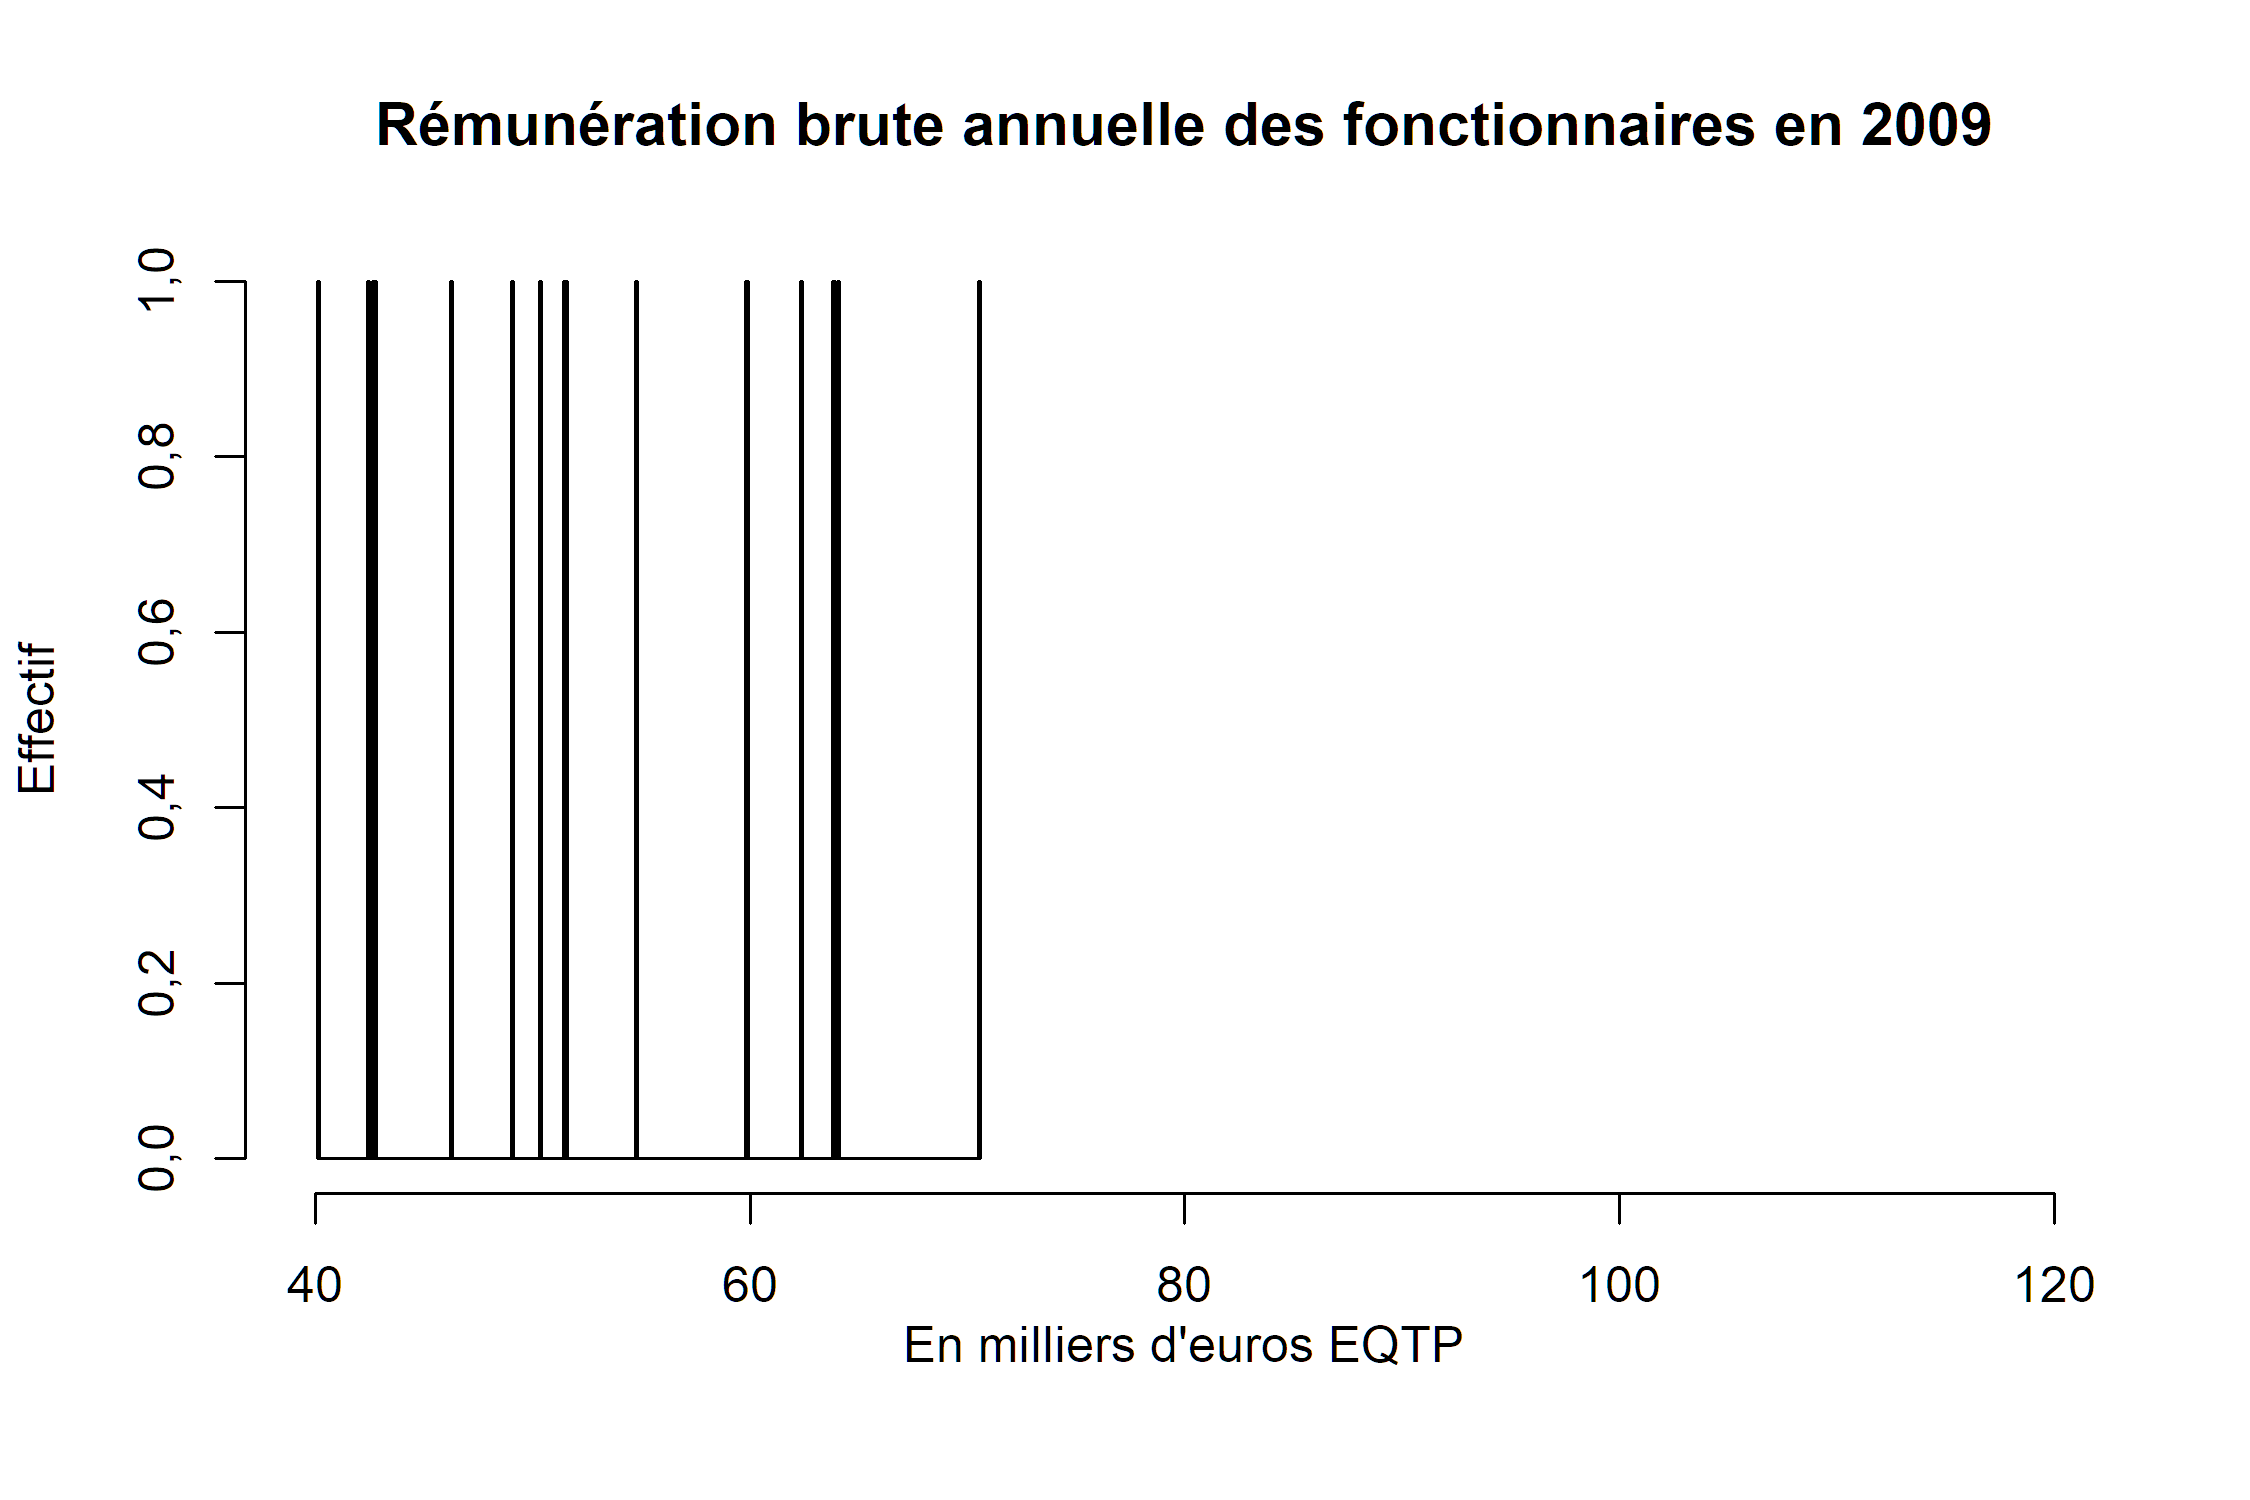 Rémunération brute annuelle des fonctionnaires en 2009
Effectif
1,0
0,8
0,6
0,4
0,2
0,0
40 60 80 100 120
En milliers d'euros EQTP